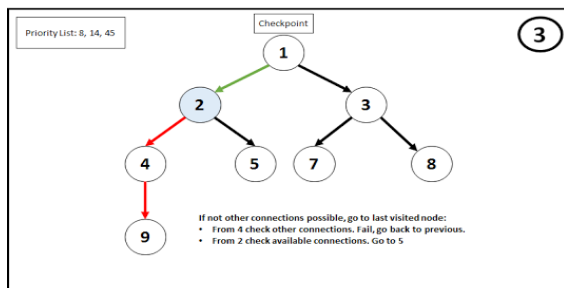 Checkpoint
Priority List: 8, 14, 45
3
1
2
3
4
5
7
8
9
If not other connections possible, go to last visited node:
• From 4 check other connections. Fail, go back to previous.
• From 2 check available connections. Go to 5